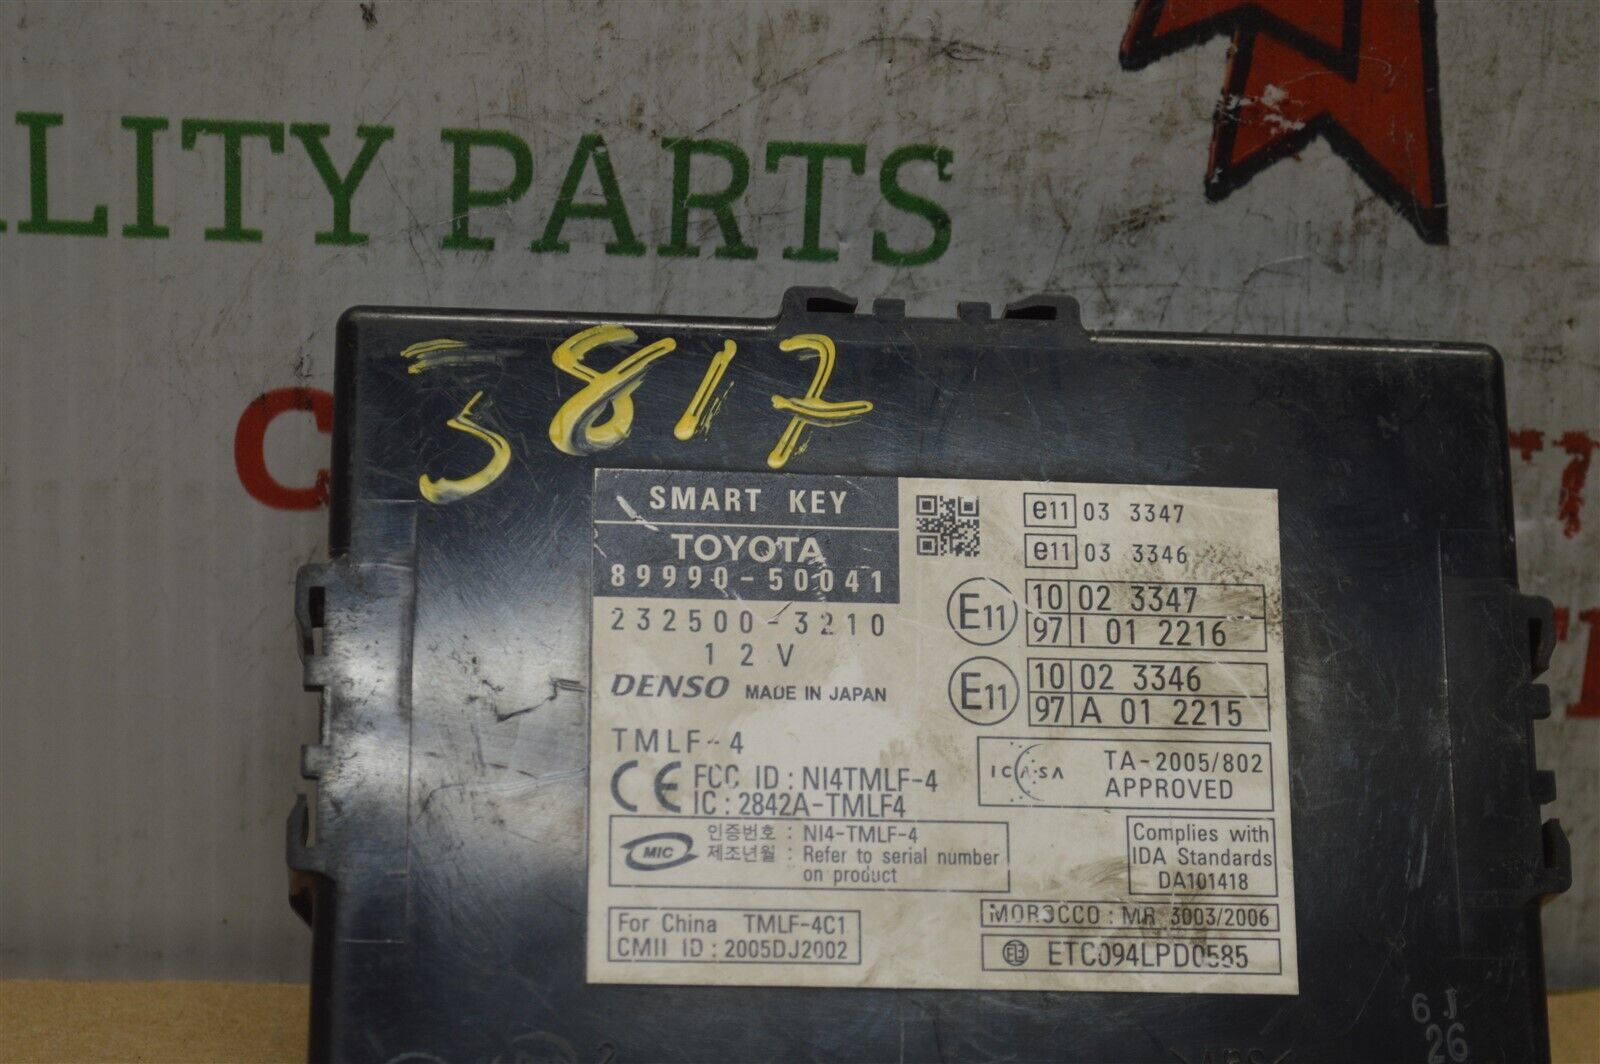 LITY PARTS
3817
5
SMART KEY
TOYOTA
89990-50041
232500-3210
12V
DENSO MADE IN JAPAN
TMLF-4
CE FCC ID : NI4TMLF-4
IC : 2842A-TMLF4
MIC 인증번호 : NI4-TMLF-4
제조년월 : Refer to serial number
on product
For China TMLF-4C1
CMII ID : 2005DJ2002
e11 03 3347
e11 03 3346
E11 10 02 3347
97 I 01 2216
E11 10 02 3346
97 A 01 2215
ICASA TA-2005/802
APPROVED
Complies with
IDA Standards
DA101418
MOROCCO : MR 3003/2006
ETC094LPD0585
6J
26
>ABS<